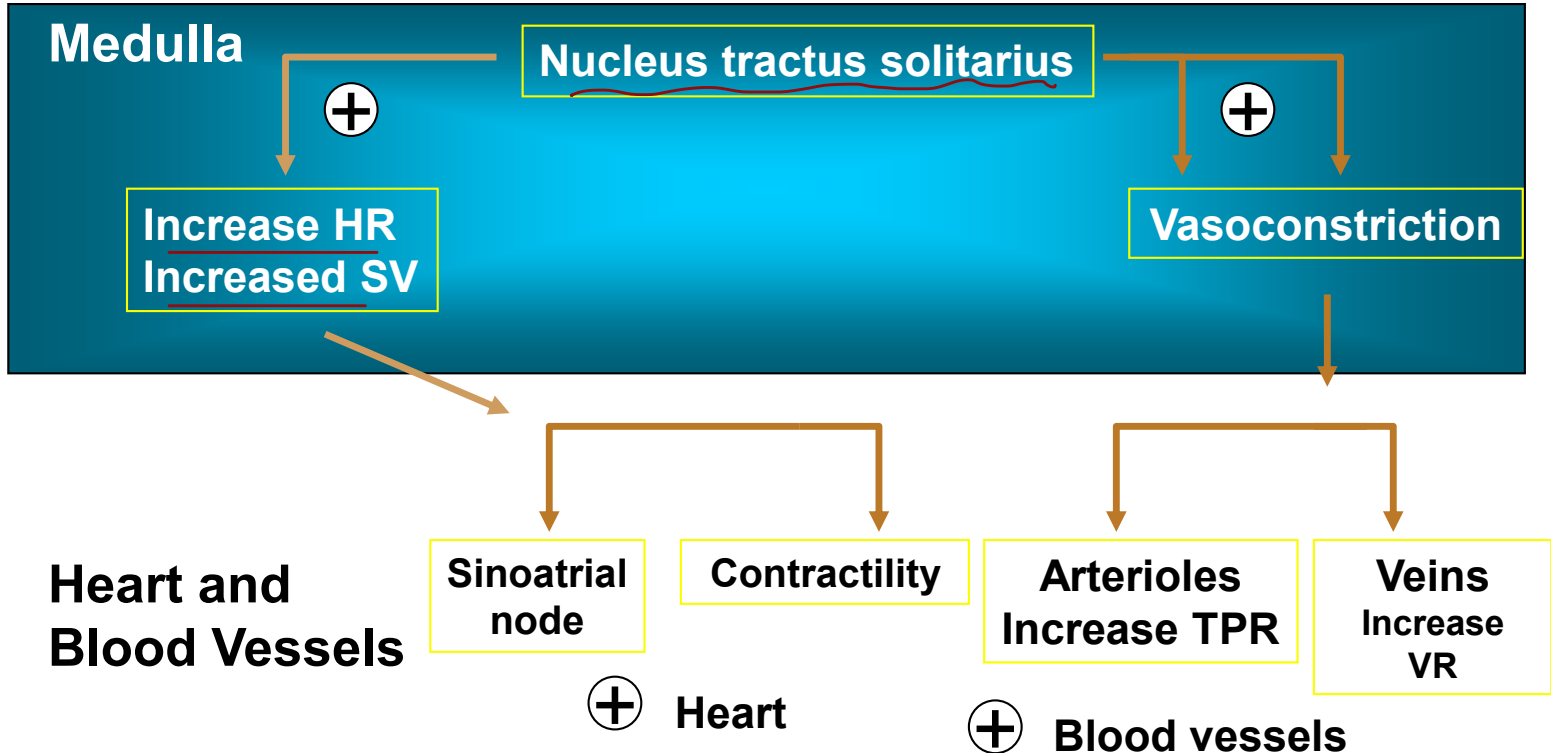 Medulla
Nucleus tractus solitarius
+
+
Increase HR
Increased SV
Vasoconstriction
Heart and
Blood Vessels
Sinoatrial
node
Contractility
Arterioles
Increase TPR
Veins
Increase
VR
+ Heart
+ Blood vessels